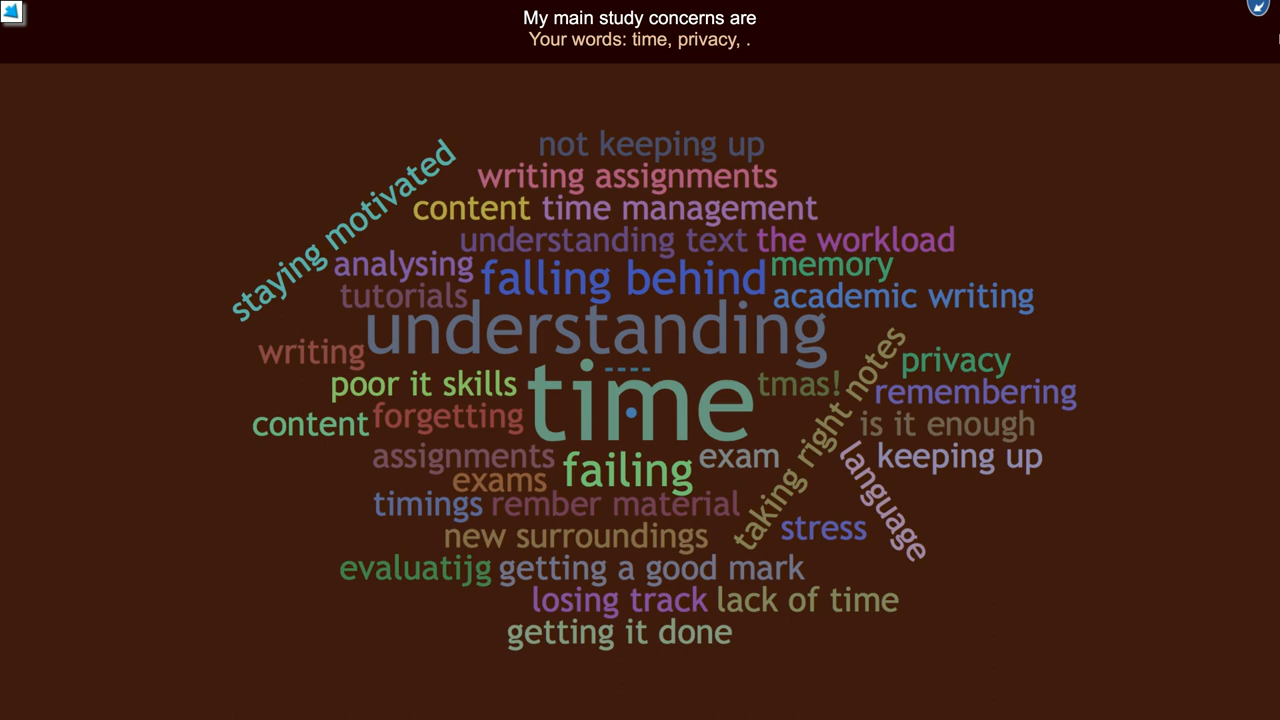 My main study concerns are
Your words: time, privacy, .
not keeping up
staying motivated
writing assignments
content time management
understanding text the workload
analysing falling behind memory
tutorials academic writing
understanding
writing taking right notes privacy
poor it skills time tmas! remembering
content forgetting is it enough
assignments failing exam language keeping up
exams
timings rember material
new surroundings stress
evaluatijg getting a good mark
losing track lack of time
getting it done